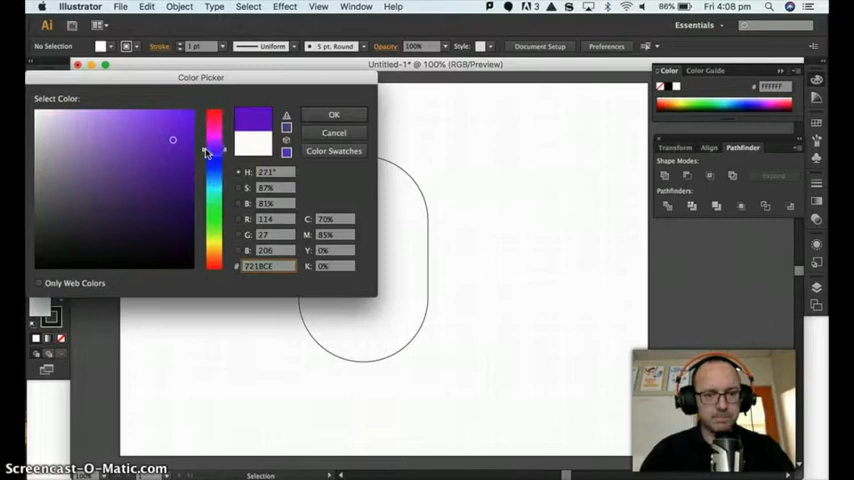 Illustrator File Edit Object Type Select Effect View Window Help 3 86% Fri 4:08 pm
Ai Essentials
No Selection Stroke: 1 pt Uniform 5 pt. Round Opacity: 100% Style: Document Setup Preferences
Untitled-1* @ 100% (RGB/Preview)
Color Picker
Color Color Guide
# FFFFFF
Select Color:
OK
Cancel
Color Swatches
Transform Align Pathfinder
Shape Modes:
Expand
Pathfinders:
H: 271°
S: 87%
B: 81%
R: 114 C: 70%
G: 27 M: 85%
B: 206 Y: 0%
# 721BCE K: 0%
Only Web Colors
Selection
Screencast-O-Matic.com